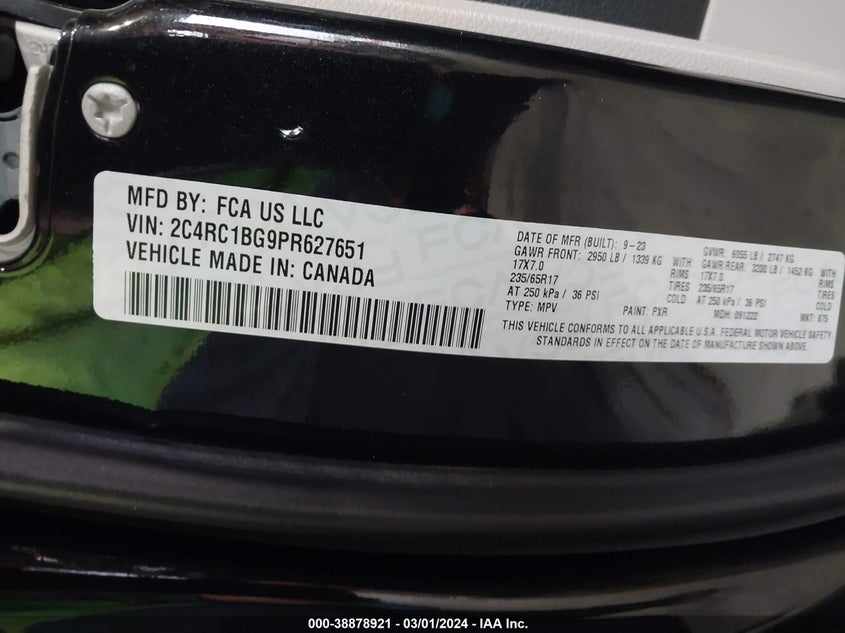 MFD BY: FCA US LLC
VIN: 2C4RC1BG9PR627651
VEHICLE MADE IN: CANADA
DATE OF MFR (BUILT): 9-23 GVWR: 6055 LB / 2747 KG
GAWR FRONT: 2950 LB / 1339 KG WITH GAWR REAR: 3200 LB / 1452 KG WITH
17X7.0 RIMS 17X7.0 RIMS
235/65R17 TIRES 235/65R17 TIRES
AT 250 kPa / 36 PSI COLD AT 250 kPa / 36 PSI COLD
TYPE: MPV PAINT: PXR MDH: 091222 MKT: 875
THIS VEHICLE CONFORMS TO ALL APPLICABLE U.S.A. FEDERAL MOTOR VEHICLE SAFETY
STANDARDS IN EFFECT ON THE DATE OF MANUFACTURE SHOWN ABOVE.
000-38878921 - 03/01/2024 - IAA Inc.